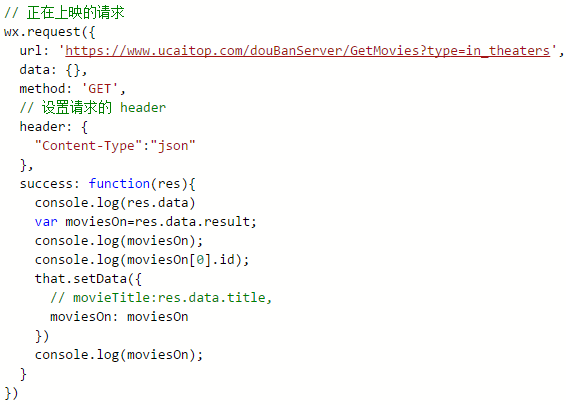 // 正在上映的请求
wx.request({
  url: 'https://www.ucaitop.com/douBanServer/GetMovies?type=in_theaters',
  data: {},
  method: 'GET',
  // 设置请求的 header
  header: {
    "Content-Type":"json"
  },
  success: function(res){
    console.log(res.data)
    var moviesOn=res.data.result;
    console.log(moviesOn);
    console.log(moviesOn[0].id);
    that.setData({
      // movieTitle:res.data.title,
      moviesOn: moviesOn
    })
    console.log(moviesOn);
  }
})